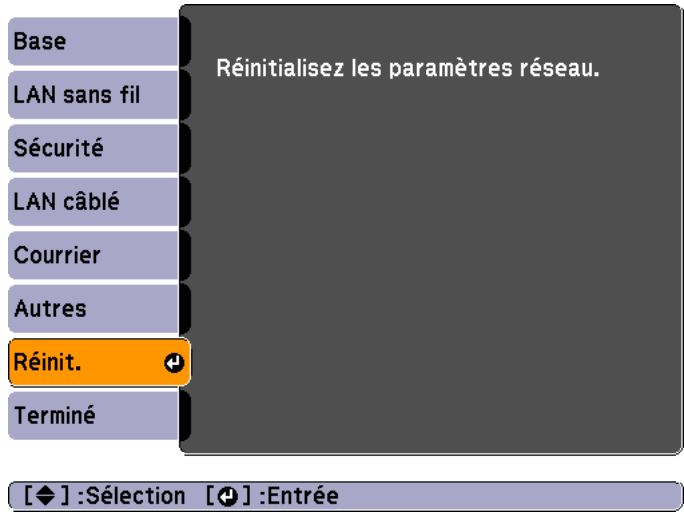 Base
LAN sans fil
Sécurité
LAN câblé
Courrier
Autres
Réinit.
Terminé
Réinitialisez les paramètres réseau.
[◆] :Sélection [↵] :Entrée